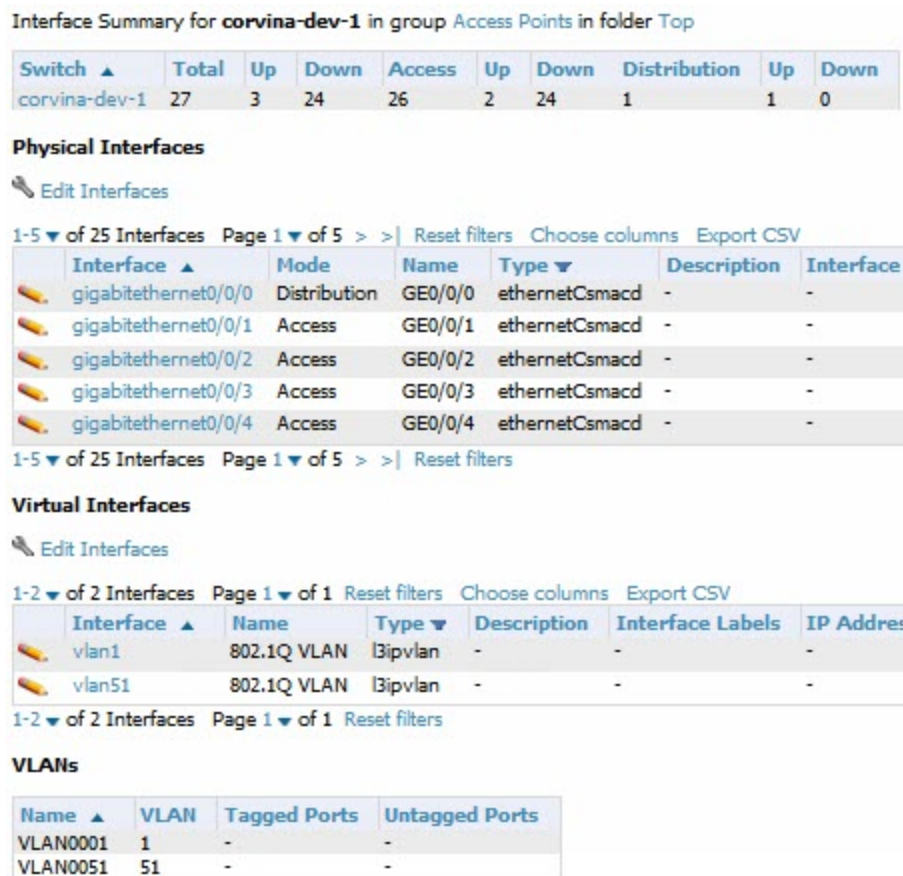 Interface Summary for corvina-dev-1 in group Access Points in folder Top
Switch ▲ Total Up Down Access Up Down Distribution Up Down
corvina-dev-1 27 3 24 26 2 24 1 1 0
Physical Interfaces
Edit Interfaces
1-5 ▼ of 25 Interfaces Page 1 ▼ of 5 > >| Reset filters Choose columns Export CSV
Interface ▲ Mode Name Type Description Interface
gigabitethernet0/0/0 Distribution GE0/0/0 ethernetCsmacd - -
gigabitethernet0/0/1 Access GE0/0/1 ethernetCsmacd - -
gigabitethernet0/0/2 Access GE0/0/2 ethernetCsmacd - -
gigabitethernet0/0/3 Access GE0/0/3 ethernetCsmacd - -
gigabitethernet0/0/4 Access GE0/0/4 ethernetCsmacd - -
1-5 ▼ of 25 Interfaces Page 1 ▼ of 5 > >| Reset filters
Virtual Interfaces
Edit Interfaces
1-2 ▼ of 2 Interfaces Page 1 ▼ of 1 Reset filters Choose columns Export CSV
Interface ▲ Name Type Description Interface Labels IP Addres
vlan1 802.1Q VLAN l3ipvlan - - -
vlan51 802.1Q VLAN l3ipvlan - - -
1-2 ▼ of 2 Interfaces Page 1 ▼ of 1 Reset filters
VLANs
Name ▲ VLAN Tagged Ports Untagged Ports
VLAN0001 1 - -
VLAN0051 51 - -